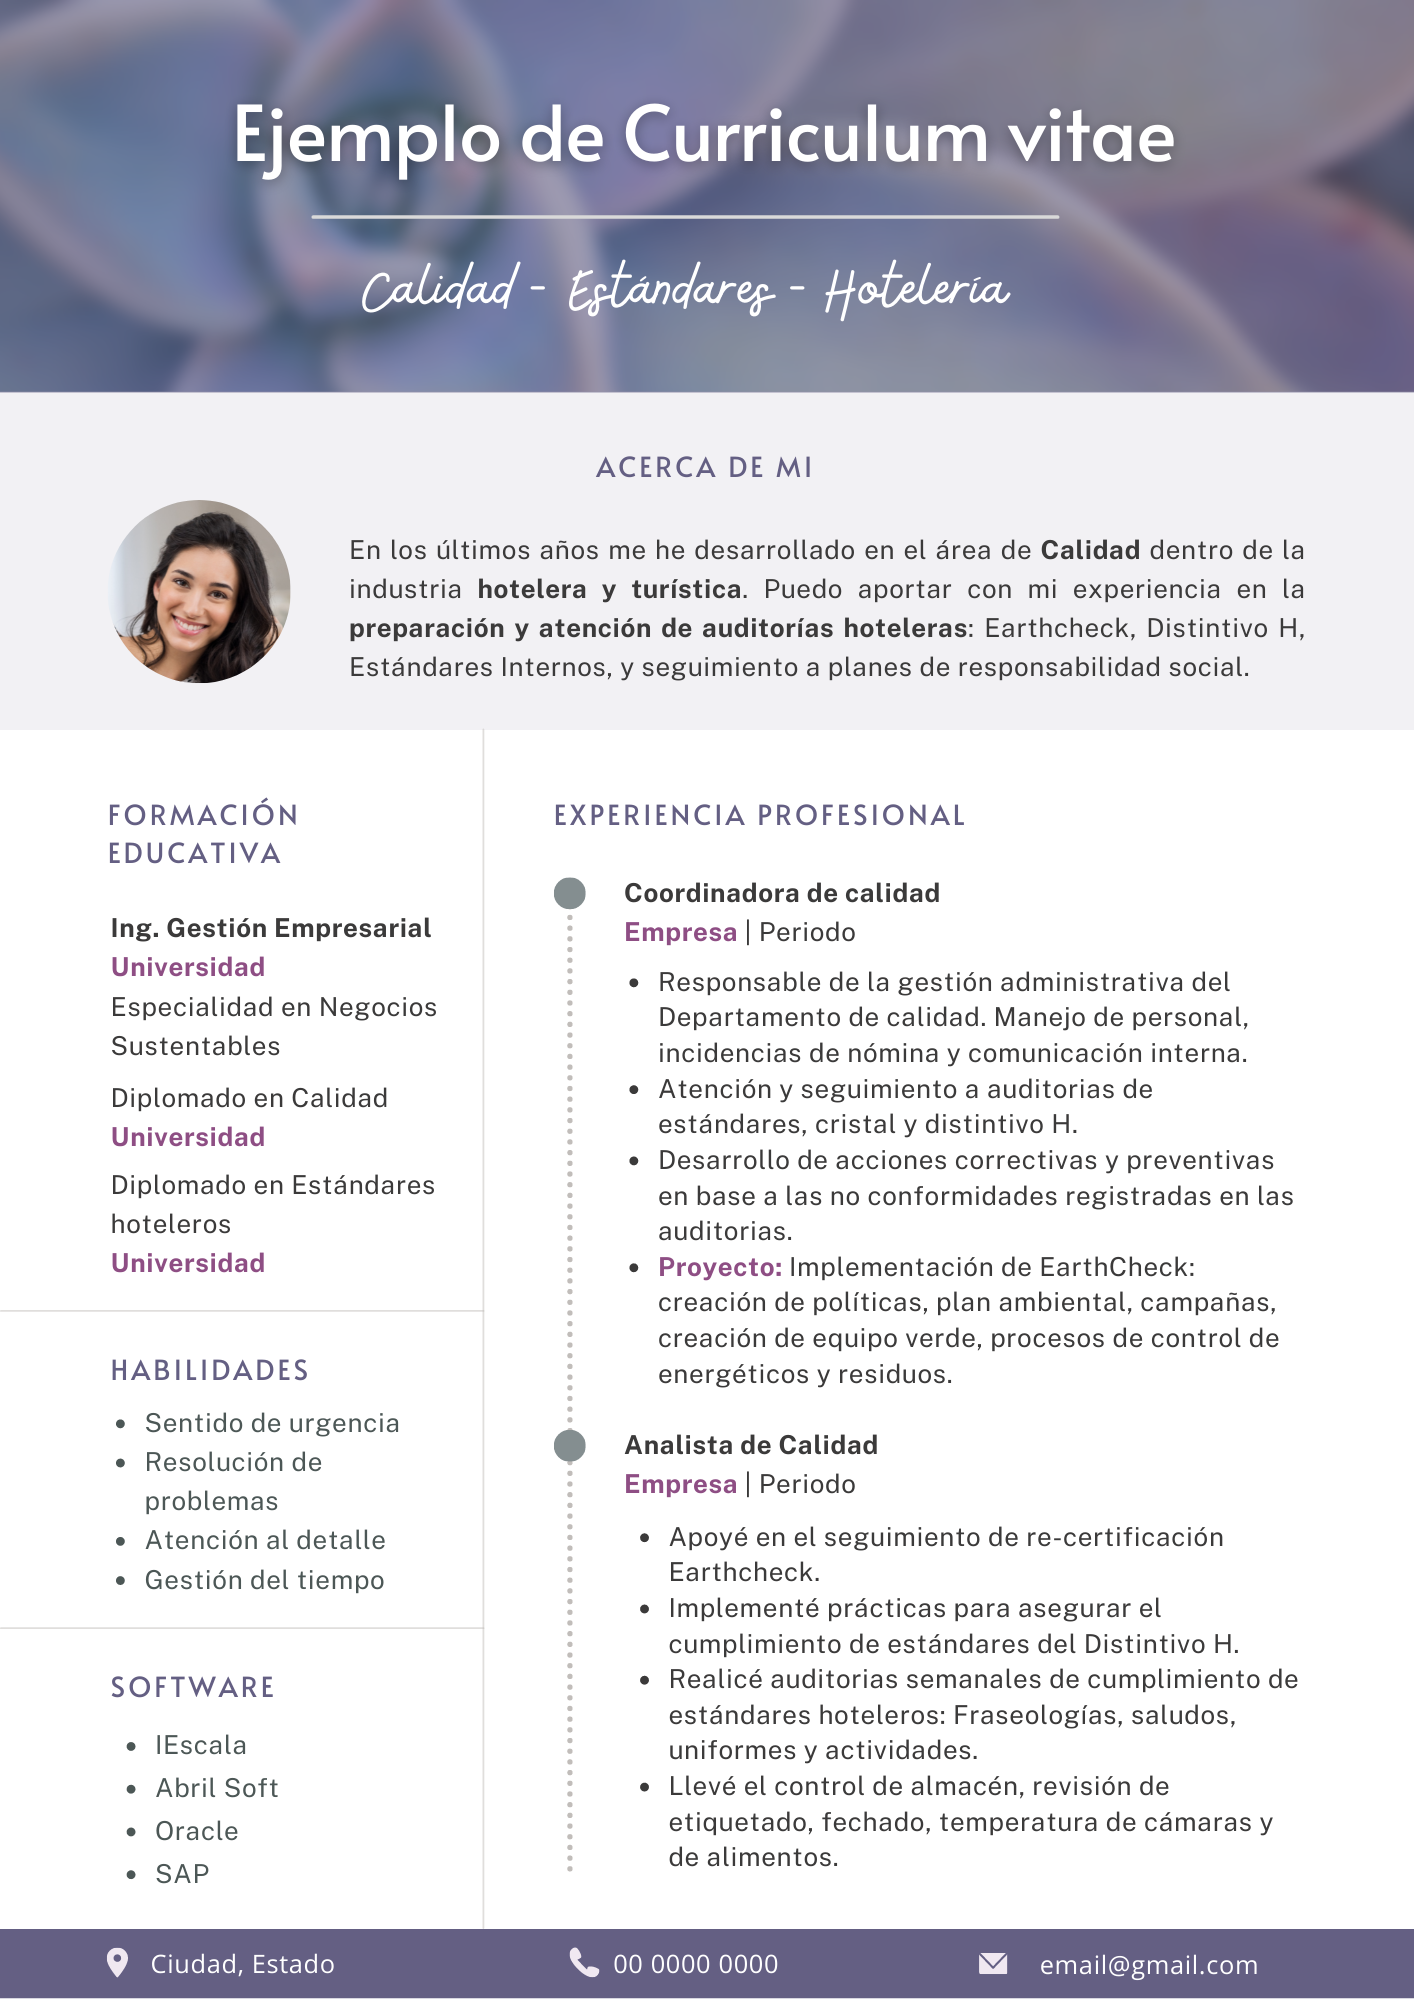 Ejemplo de Curriculum vitae
Calidad - Estándares - Hotelería
ACERCA DE MI
En los últimos años me he desarrollado en el área de Calidad dentro de la
industria hotelera y turística. Puedo aportar con mi experiencia en la
preparación y atención de auditorías hoteleras: Earthcheck, Distintivo H,
Estándares Internos, y seguimiento a planes de responsabilidad social.
FORMACIÓN
EDUCATIVA
Ing. Gestión Empresarial
Universidad
Especialidad en Negocios
Sustentables
Diplomado en Calidad
Universidad
Diplomado en Estándares
hoteleros
Universidad
HABILIDADES
• Sentido de urgencia
• Resolución de
problemas
• Atención al detalle
• Gestión del tiempo
SOFTWARE
• IEscala
• Abril Soft
• Oracle
• SAP
EXPERIENCIA PROFESIONAL
Coordinadora de calidad
Empresa | Periodo
• Responsable de la gestión administrativa del
Departamento de calidad. Manejo de personal,
incidencias de nómina y comunicación interna.
• Atención y seguimiento a auditorias de
estándares, cristal y distintivo H.
• Desarrollo de acciones correctivas y preventivas
en base a las no conformidades registradas en las
auditorias.
• Proyecto: Implementación de EarthCheck:
creación de políticas, plan ambiental, campañas,
creación de equipo verde, procesos de control de
energéticos y residuos.
Analista de Calidad
Empresa | Periodo
• Apoyé en el seguimiento de re-certificación
Earthcheck.
• Implementé prácticas para asegurar el
cumplimiento de estándares del Distintivo H.
• Realicé auditorias semanales de cumplimiento de
estándares hoteleros: Fraseologías, saludos,
uniformes y actividades.
• Llevé el control de almacén, revisión de
etiquetado, fechado, temperatura de cámaras y
de alimentos.
Ciudad, Estado
00 0000 0000
email@gmail.com